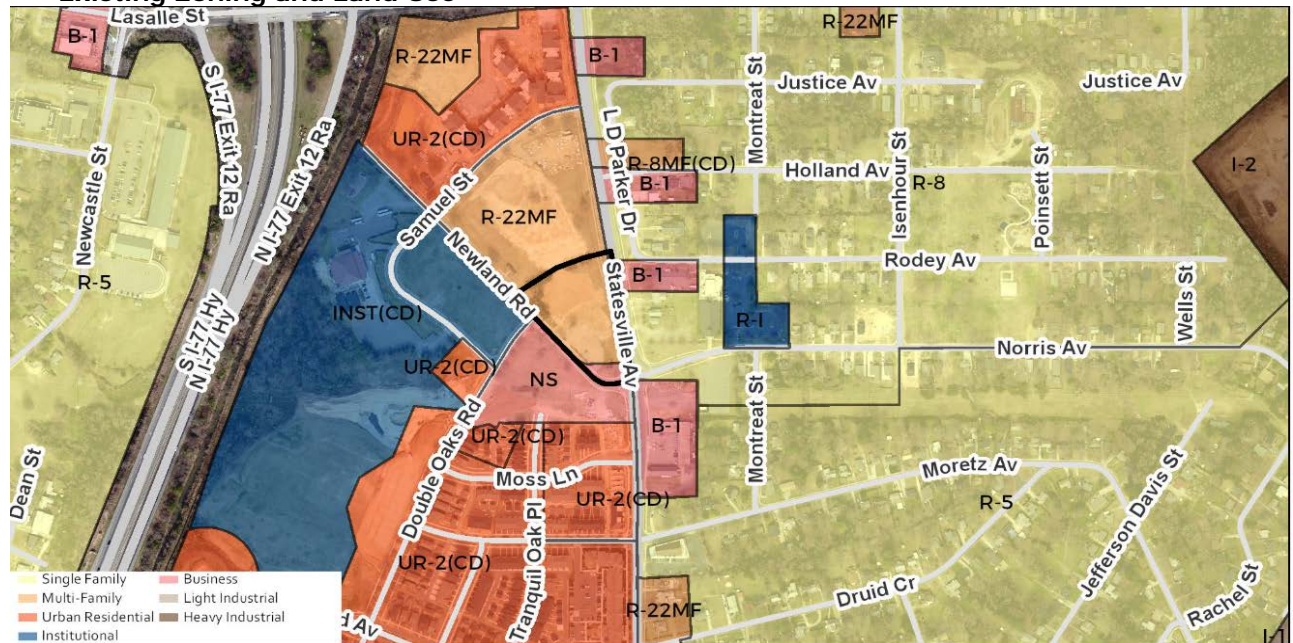 Existing Zoning and Land Use
Lasalle St
B-1
R-22MF
B-1
R-22MF
Justice Av
Justice Av
S I-77 Exit 12 Ra
N I-77 Exit 12 Ra
Newcastle St
UR-2(CD)
Samuel St
L D Parker Dr
Montreat St
R-8MF(CD)
B-1
Holland Av
Isenhour St
R-8
Poinsett St
I-2
R-22MF
Newland Rd
Statesville Av
B-1
Rodey Av
Wells St
R-5
S I-77 Hy
N I-77 Hy
INST(CD)
R-I
UR-2(CD)
NS
Norris Av
Double Oaks Rd
UR-2(CD)
B-1
Montreat St
Moss Ln
Moretz Av
Dean St
Tranquil Oak Pl
UR-2(CD)
R-5
Jefferson Davis St
UR-2(CD)
Druid Cr
Rachel St
R-22MF
d Av
I-1
Single Family
Multi-Family
Urban Residential
Institutional
Business
Light Industrial
Heavy Industrial